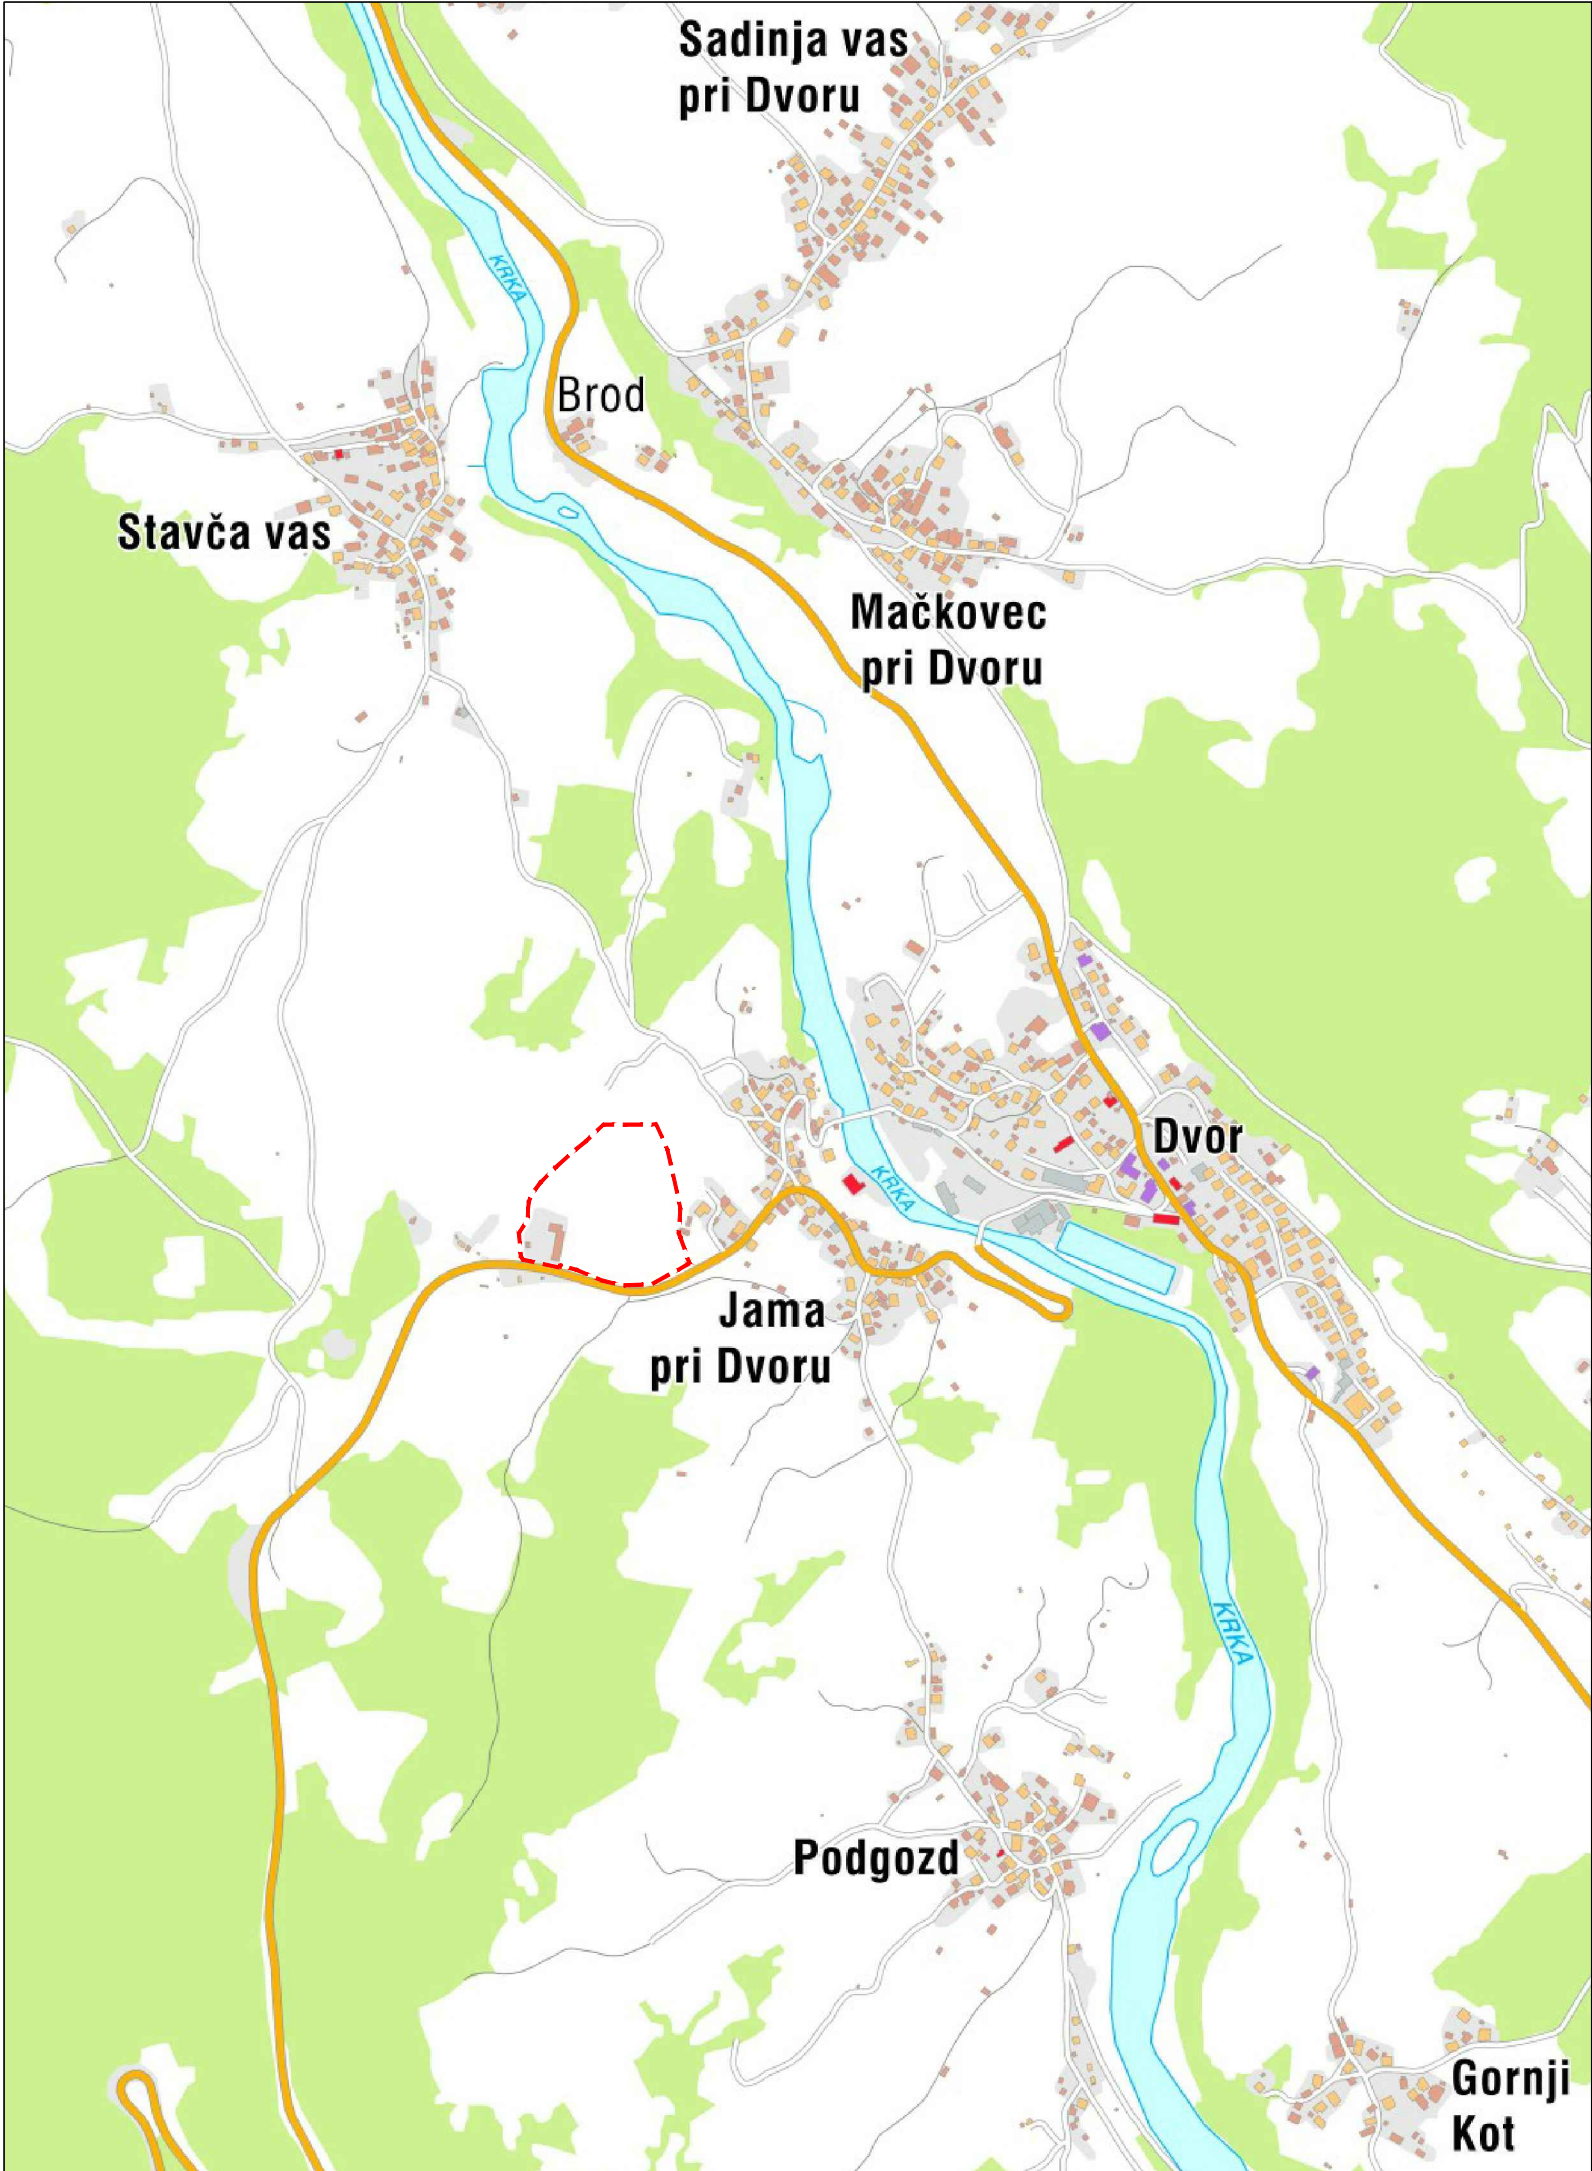 Sadinja vas
pri Dvoru
KRKA
Brod
Stavča vas
Mačkovec
pri Dvoru
Dvor
KRKA
Jama
pri Dvoru
KRKA
Podgozd
Gornji
Kot